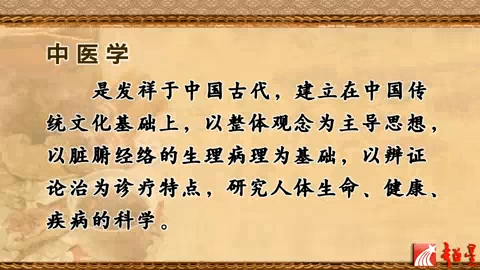 中医学
是发祥于中国古代，建立在中国传
统文化基础上，以整体观念为主导思想，
以脏腑经络的生理病理为基础，以辨证
论治为诊疗特点，研究人体生命、健康、
疾病的科学。
超星